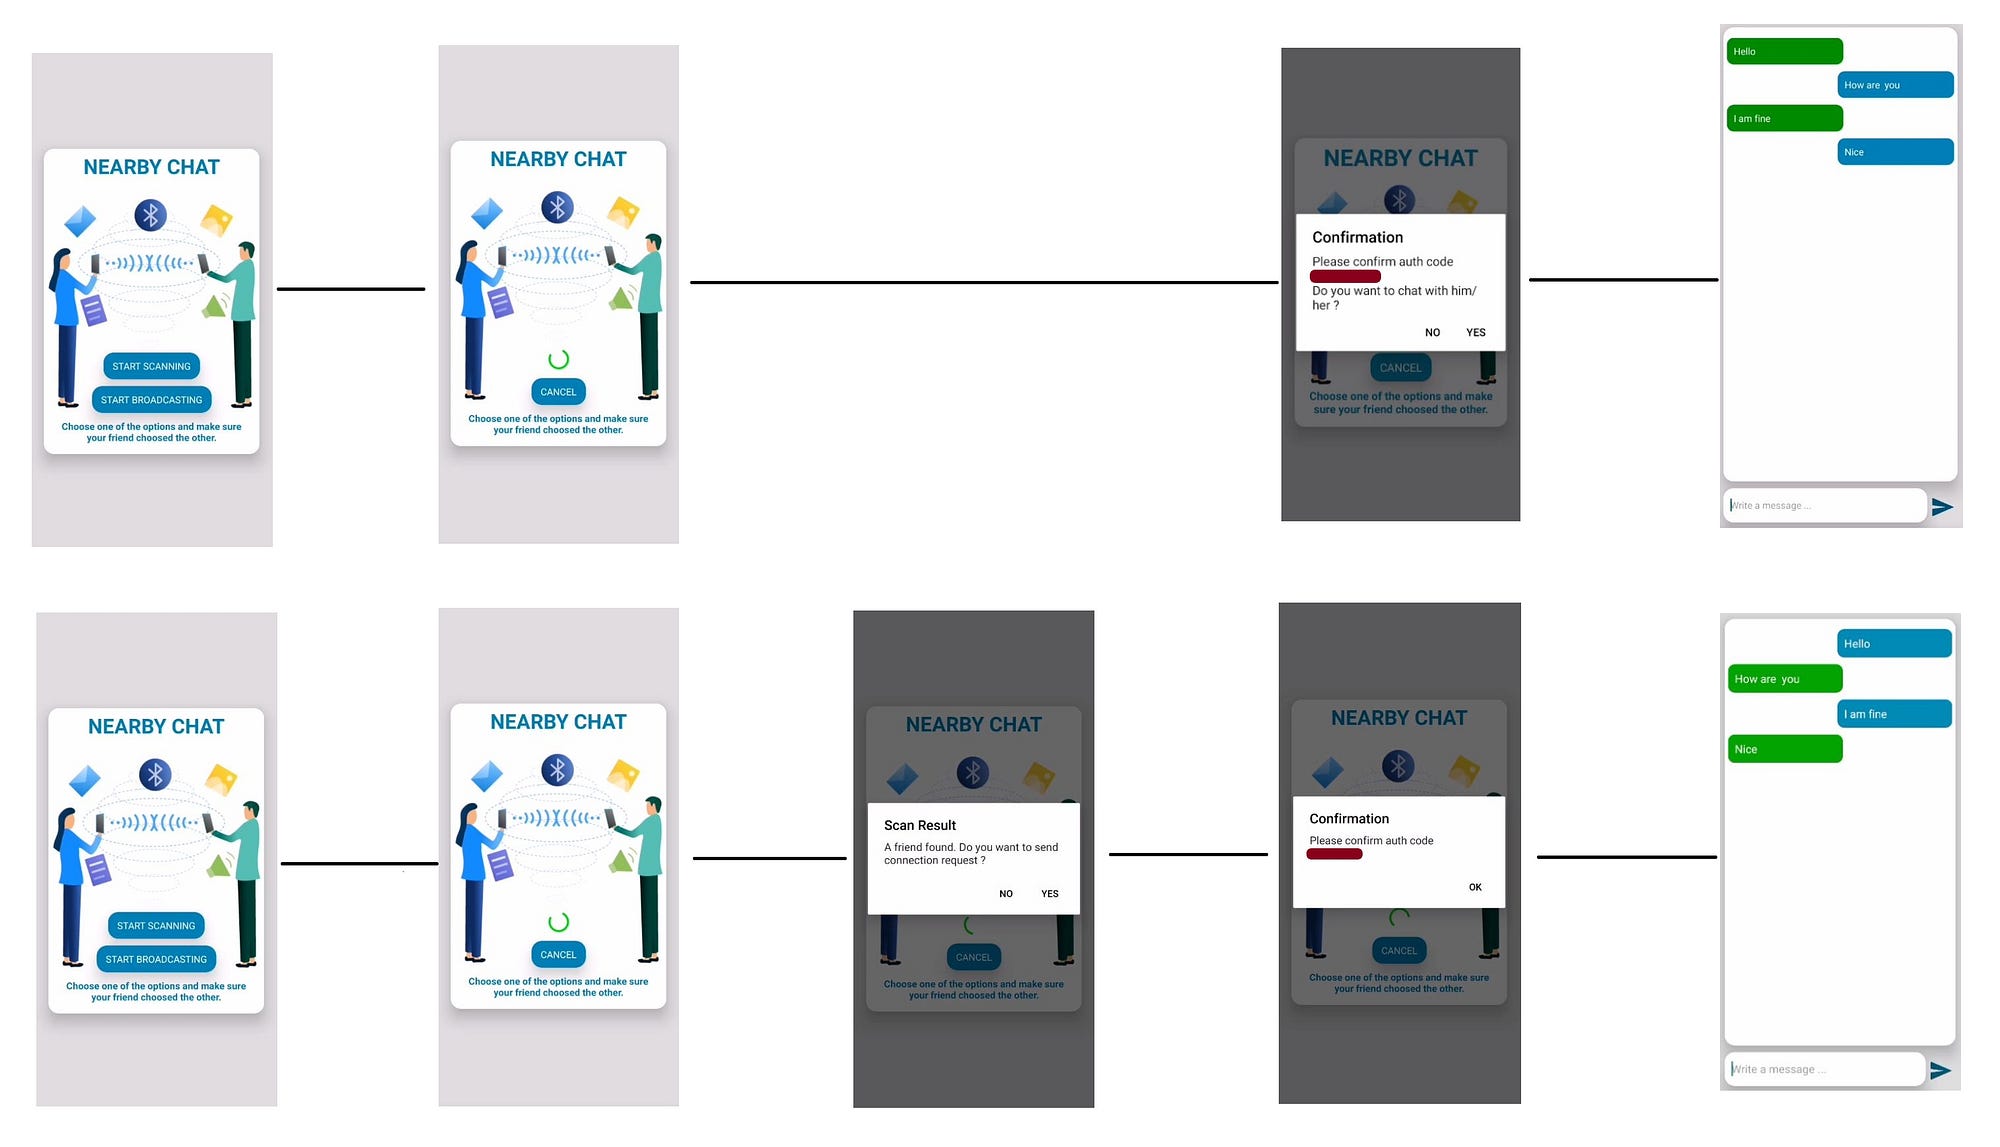 NEARBY CHAT
START SCANNING
START BROADCASTING
Choose one of the options and make sure
your friend choosed the other.
NEARBY CHAT
CANCEL
Choose one of the options and make sure
your friend choosed the other.
NEARBY CHAT
Confirmation
Please confirm auth code
Do you want to chat with him/
her ?
NO YES
CANCEL
Choose one of the options and make
sure your friend choosed the other.
Hello
How are you
I am fine
Nice
Write a message ...
NEARBY CHAT
START SCANNING
START BROADCASTING
Choose one of the options and make sure
your friend choosed the other.
NEARBY CHAT
CANCEL
Choose one of the options and make sure
your friend choosed the other.
NEARBY CHAT
Scan Result
A friend found. Do you want to send
connection request ?
NO YES
CANCEL
Choose one of the options and make sure
your friend choosed the other.
NEARBY CHAT
Confirmation
Please confirm auth code
OK
CANCEL
Choose one of the options and make sure
your friend choosed the other.
Hello
How are you
I am fine
Nice
Write a message ...